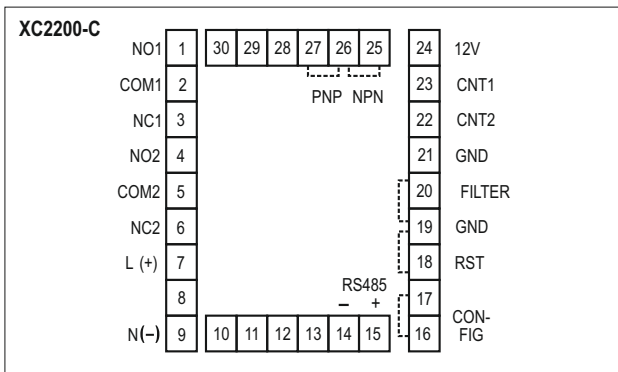 XC2200-C
NO1 1 30 29 28 27 26 25 24 12V
COM1 2 PNP NPN 23 CNT1
NC1 3 22 CNT2
NO2 4 21 GND
COM2 5 20 FILTER
NC2 6 19 GND
L (+) 7 18 RST
RS485
8 – + 17
CON-
N(–) 9 10 11 12 13 14 15 16 FIG